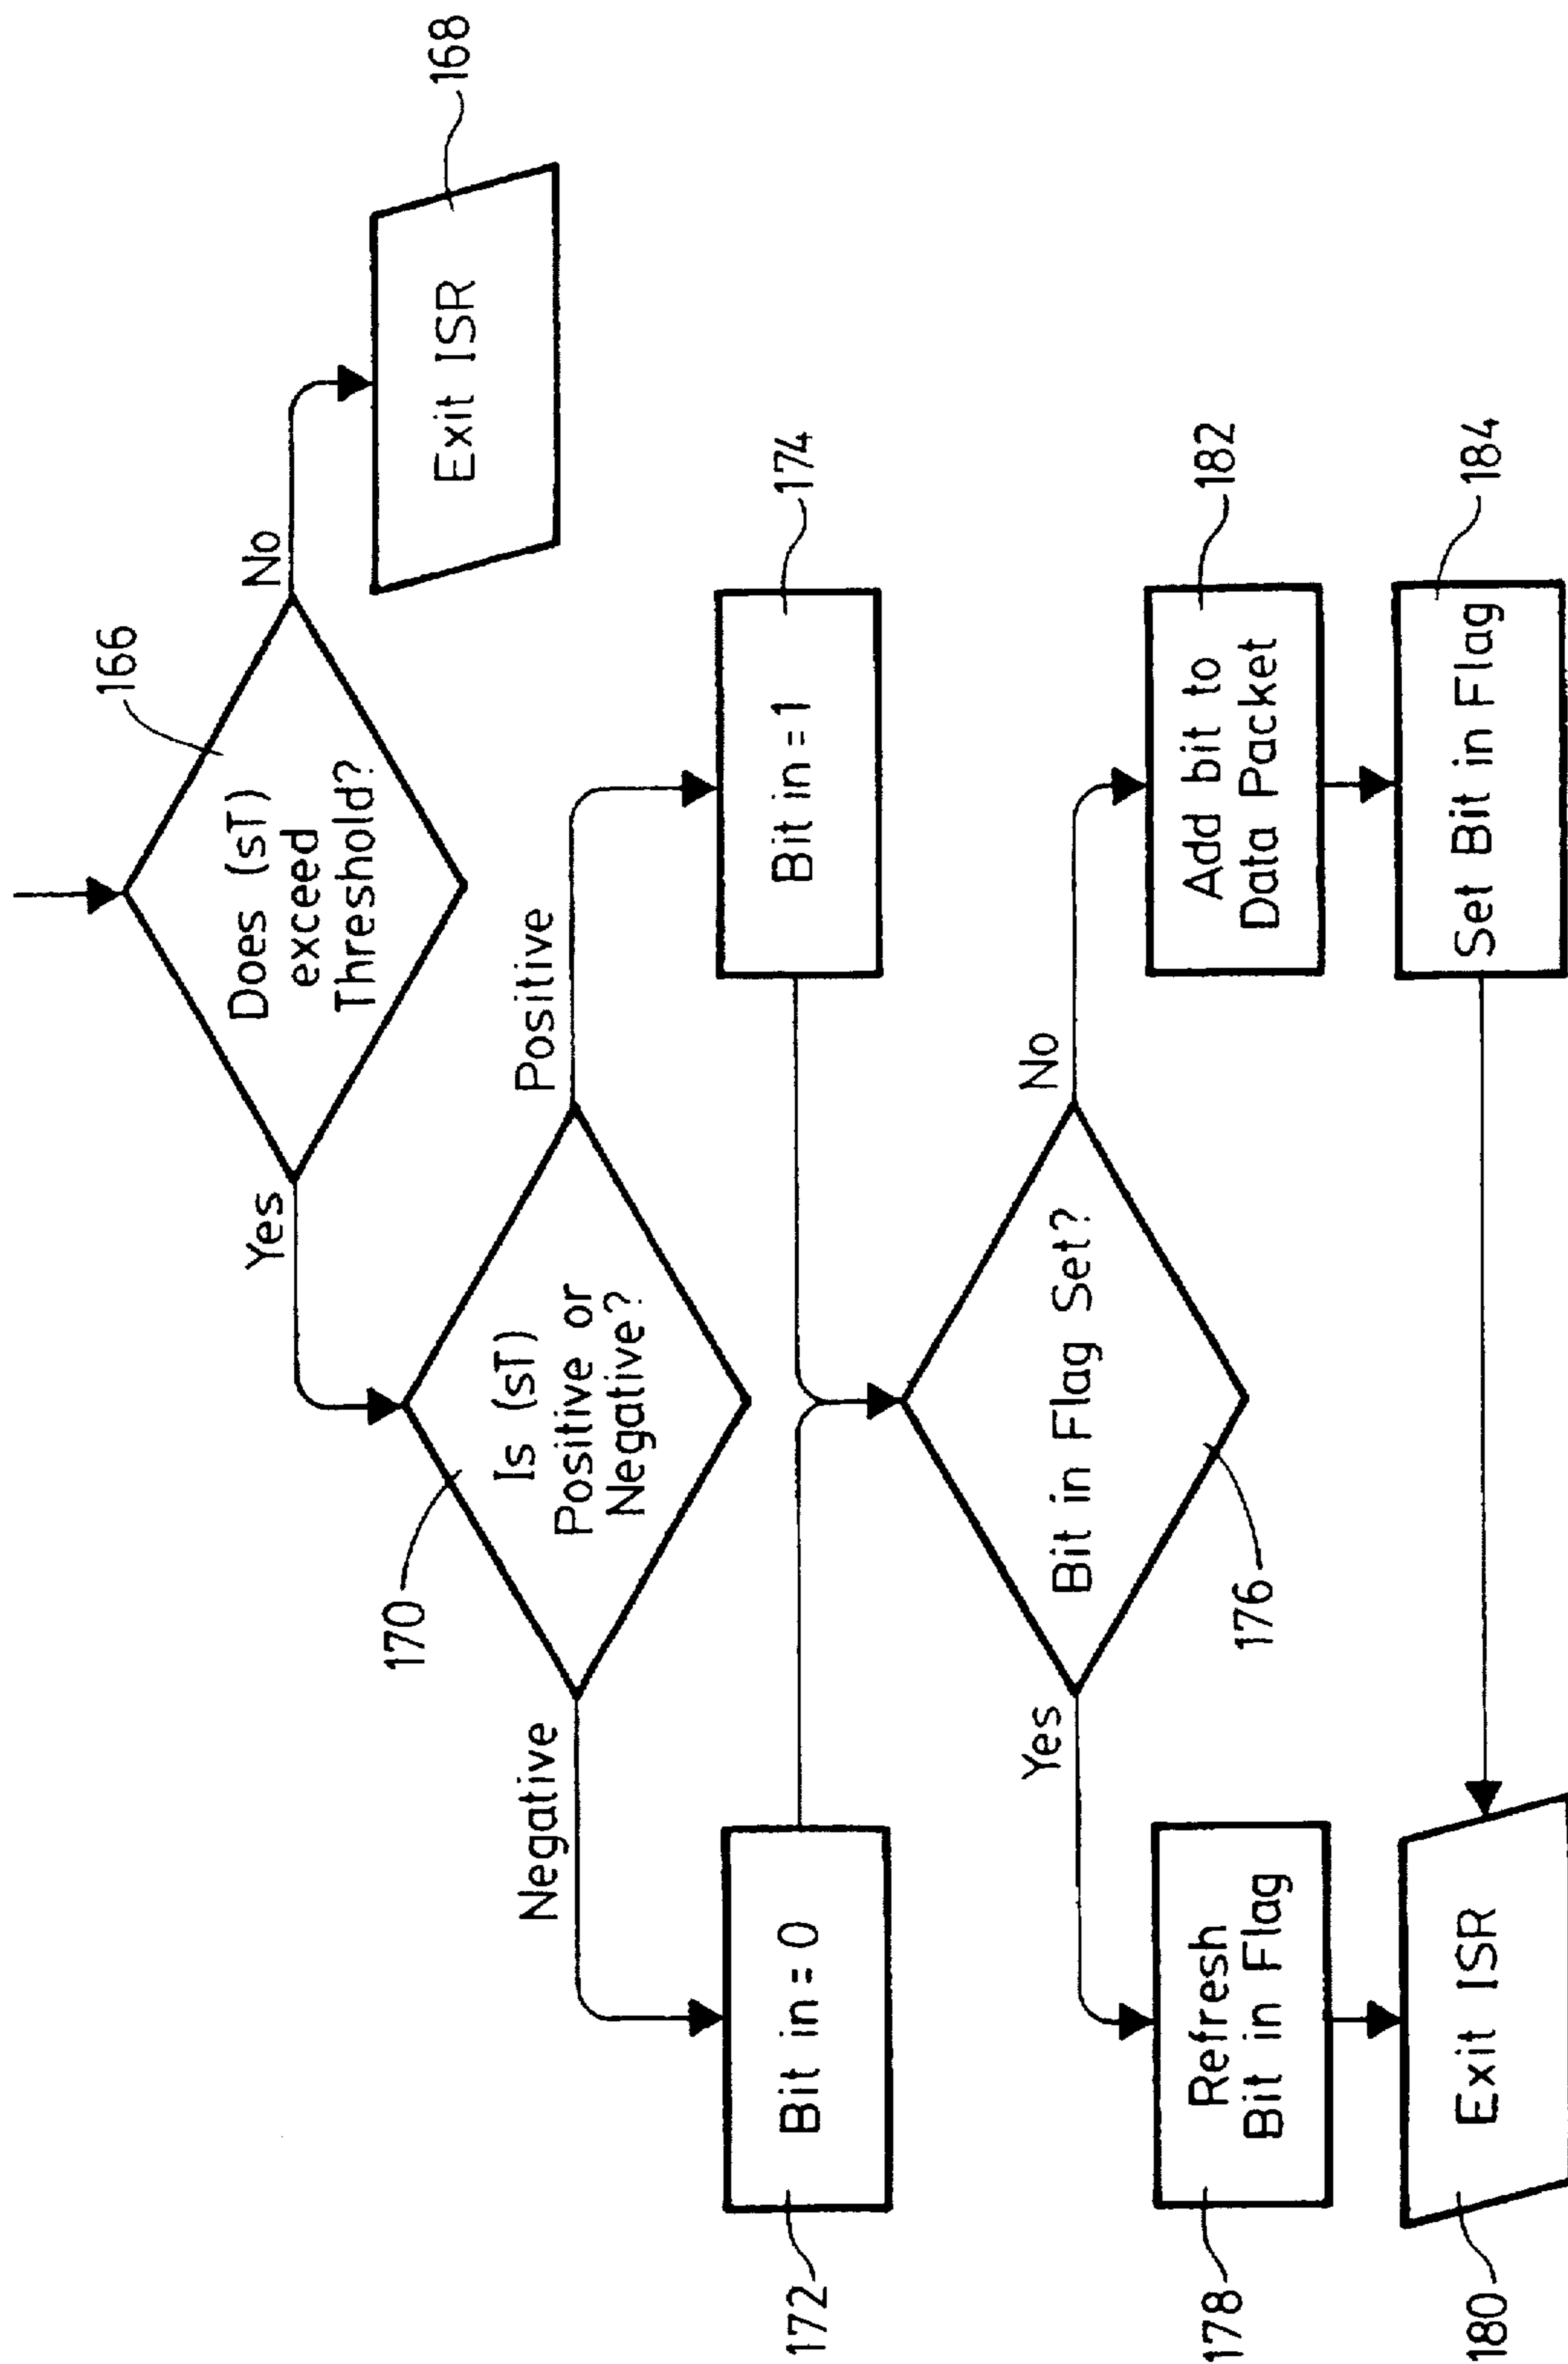 166
Does (sT)
exceed
Threshold?
Yes
No
Exit ISR
168
170
Is (sT)
Positive or
Negative?
Negative
Positive
172
Bit in = 0
Bit in = 1
174
Bit in Flag Set?
176
Yes
No
178
Refresh
Bit in Flag
Add bit to
Data Packet
182
180
Exit ISR
Set Bit in Flag
184